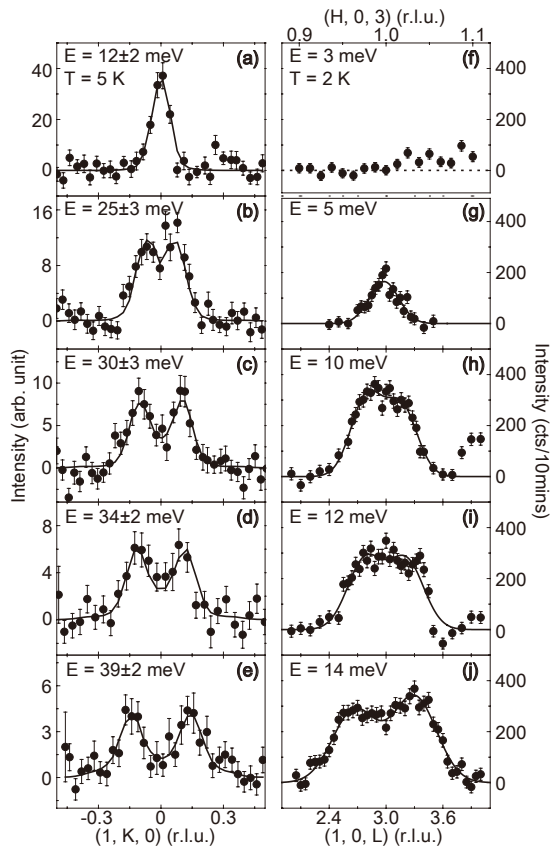 (H, 0, 3) (r.l.u.)
0.9 1.0 1.1
E = 12±2 meV (a)
T = 5 K
40
20
0
E = 3 meV (f)
T = 2 K
400
200
0
E = 25±3 meV (b)
16
8
0
E = 5 meV (g)
400
200
0
E = 30±3 meV (c)
10
5
0
E = 10 meV (h)
400
200
0
E = 34±2 meV (d)
8
4
0
E = 12 meV (i)
400
200
0
E = 39±2 meV (e)
6
3
0
E = 14 meV (j)
400
200
0
Intensity (arb. unit)
Intensity (cts/10mins)
-0.3 0.0 0.3
(1, K, 0) (r.l.u.)
2.4 3.0 3.6
(1, 0, L) (r.l.u.)